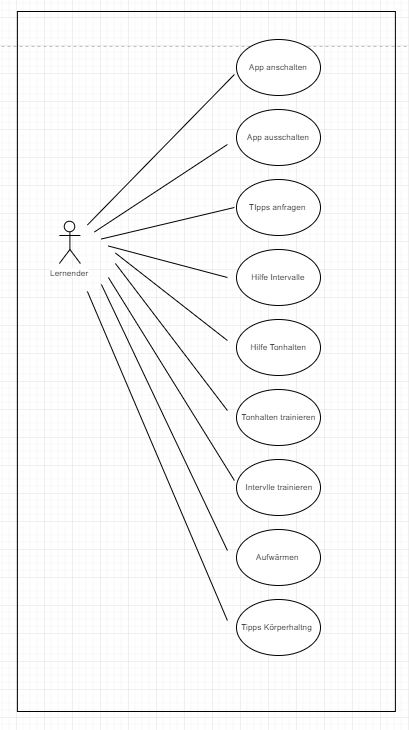 App anschalten
App ausschalten
TIpps anfragen
Lernender
Hilfe Intervalle
Hilfe Tonhalten
Tonhalten trainieren
Intervlle trainieren
Aufwärmen
Tipps Körperhaltng